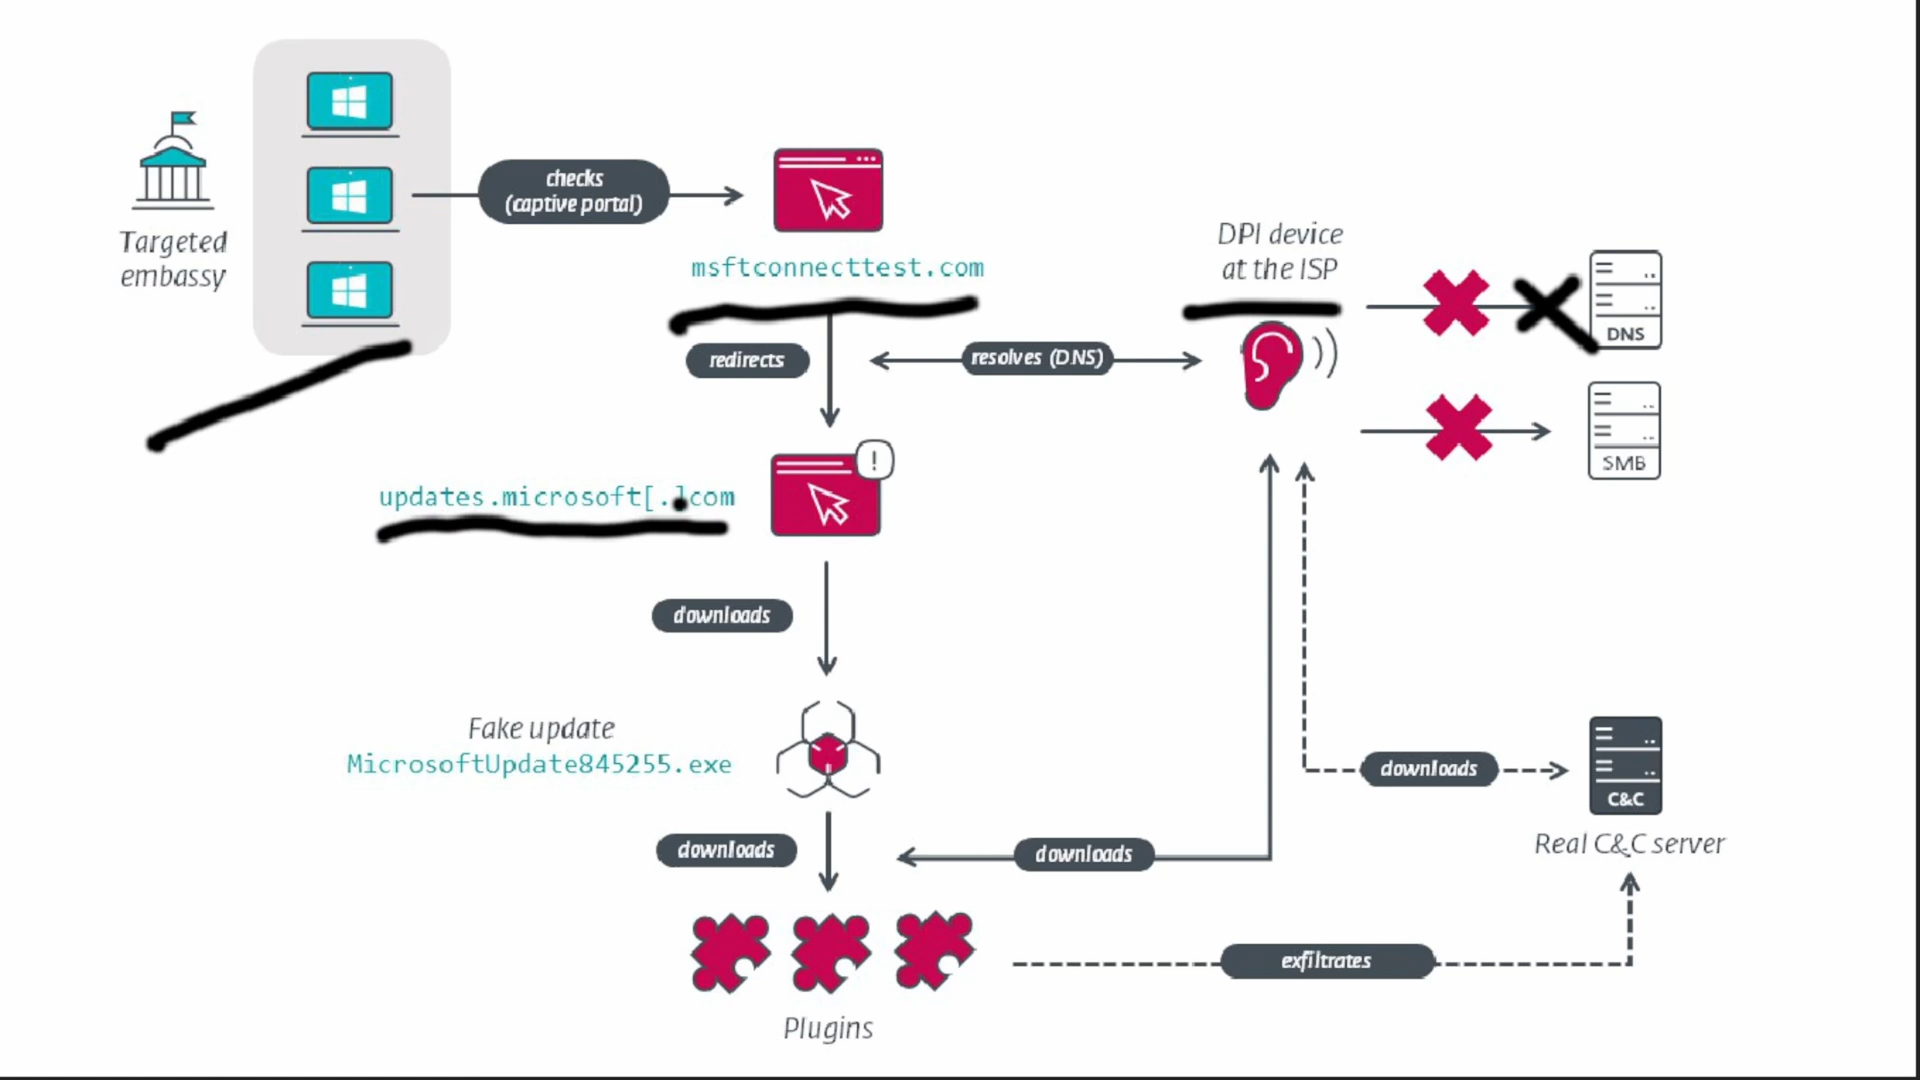 Targeted
embassy
checks
(captive portal)
msftconnecttest.com
DPI device
at the ISP
DNS
redirects
resolves (DNS)
SMB
updates.microsoft[.]com
!
downloads
Fake update
MicrosoftUpdate845255.exe
downloads
C&C
Real C&C server
downloads
downloads
exfiltrates
Plugins